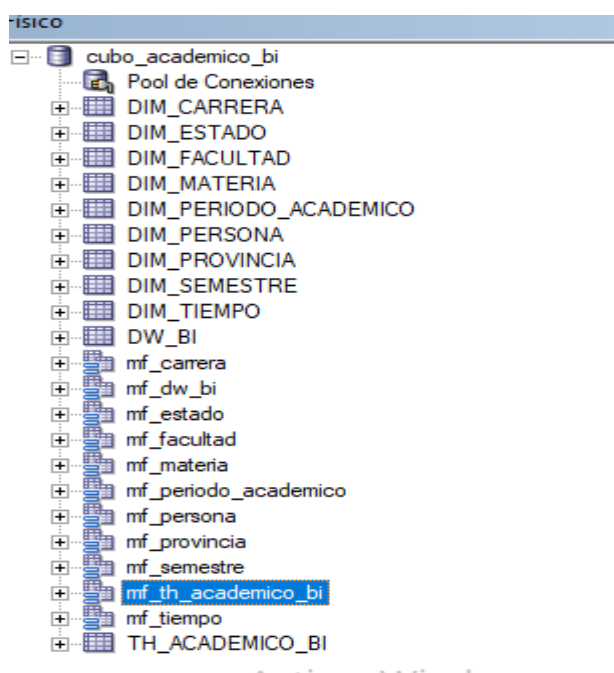 Físico
cubo_academico_bi
Pool de Conexiones
DIM_CARRERA
DIM_ESTADO
DIM_FACULTAD
DIM_MATERIA
DIM_PERIODO_ACADEMICO
DIM_PERSONA
DIM_PROVINCIA
DIM_SEMESTRE
DIM_TIEMPO
DW_BI
mf_carrera
mf_dw_bi
mf_estado
mf_facultad
mf_materia
mf_periodo_academico
mf_persona
mf_provincia
mf_semestre
mf_th_academico_bi
mf_tiempo
TH_ACADEMICO_BI